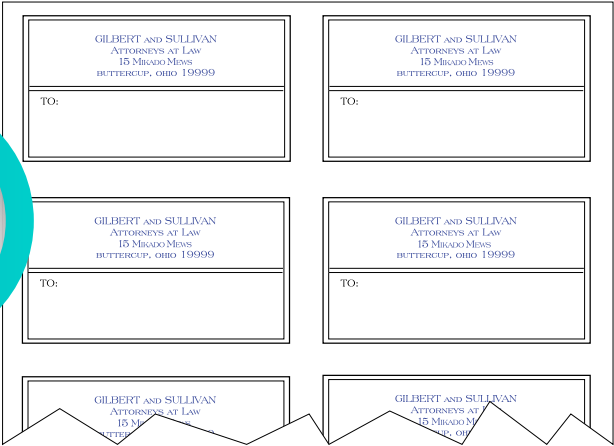 GILBERT AND SULLIVAN
ATTORNEYS AT LAW
15 MIKADO MEWS
BUTTERCUP, OHIO 19999
TO:
GILBERT AND SULLIVAN
ATTORNEYS AT LAW
15 MIKADO MEWS
BUTTERCUP, OHIO 19999
TO:
GILBERT AND SULLIVAN
ATTORNEYS AT LAW
15 MIKADO MEWS
BUTTERCUP, OHIO 19999
TO:
GILBERT AND SULLIVAN
ATTORNEYS AT LAW
15 MIKADO MEWS
BUTTERCUP, OHIO 19999
TO:
GILBERT AND SULLIVAN
ATTORNEYS AT LAW
15
GILBERT AND SULLIVAN
ATTORNEYS AT
15
OHIO